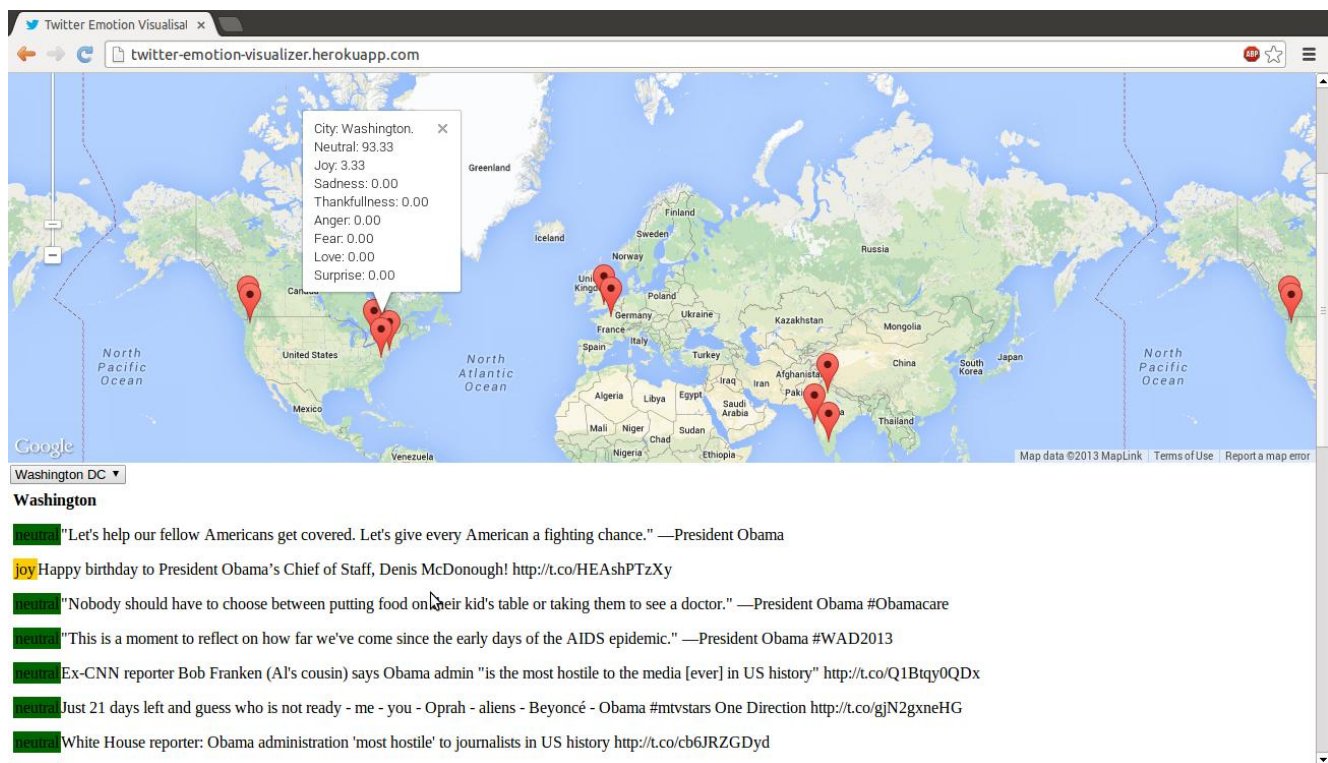 Twitter Emotion Visualisat ×
twitter-emotion-visualizer.herokuapp.com
ABP
City: Washington. ×
Neutral: 93.33
Joy: 3.33
Sadness: 0.00
Thankfullness: 0.00
Anger: 0.00
Fear: 0.00
Love: 0.00
Surprise: 0.00
Greenland
Iceland
Finland
Sweden
Norway
Russia
Poland
Germany
Ukraine
Kazakhstan
Mongolia
France
Italy
Spain
Turkey
United States
China
South Korea
Japan
Iraq
Iran
North Pacific Ocean
North Atlantic Ocean
North Pacific Ocean
Algeria
Libya
Egypt
Saudi Arabia
Mexico
Mali
Niger
Chad
Sudan
Thailand
Nigeria
Ethiopia
Venezuela
Google
Map data ©2013 MapLink
Terms of Use
Report a map error
Washington DC ▼
Washington
neutral "Let's help our fellow Americans get covered. Let's give every American a fighting chance." —President Obama
joy Happy birthday to President Obama’s Chief of Staff, Denis McDonough! http://t.co/HEAshPTzXy
neutral "Nobody should have to choose between putting food on their kid's table or taking them to see a doctor." —President Obama #Obamacare
neutral "This is a moment to reflect on how far we've come since the early days of the AIDS epidemic." —President Obama #WAD2013
neutral Ex-CNN reporter Bob Franken (Al's cousin) says Obama admin "is the most hostile to the media [ever] in US history" http://t.co/Q1Btqy0QDx
neutral Just 21 days left and guess who is not ready - me - you - Oprah - aliens - Beyoncé - Obama #mtvstars One Direction http://t.co/gjN2gxneHG
neutral White House reporter: Obama administration 'most hostile' to journalists in US history http://t.co/cb6JRZGDyd